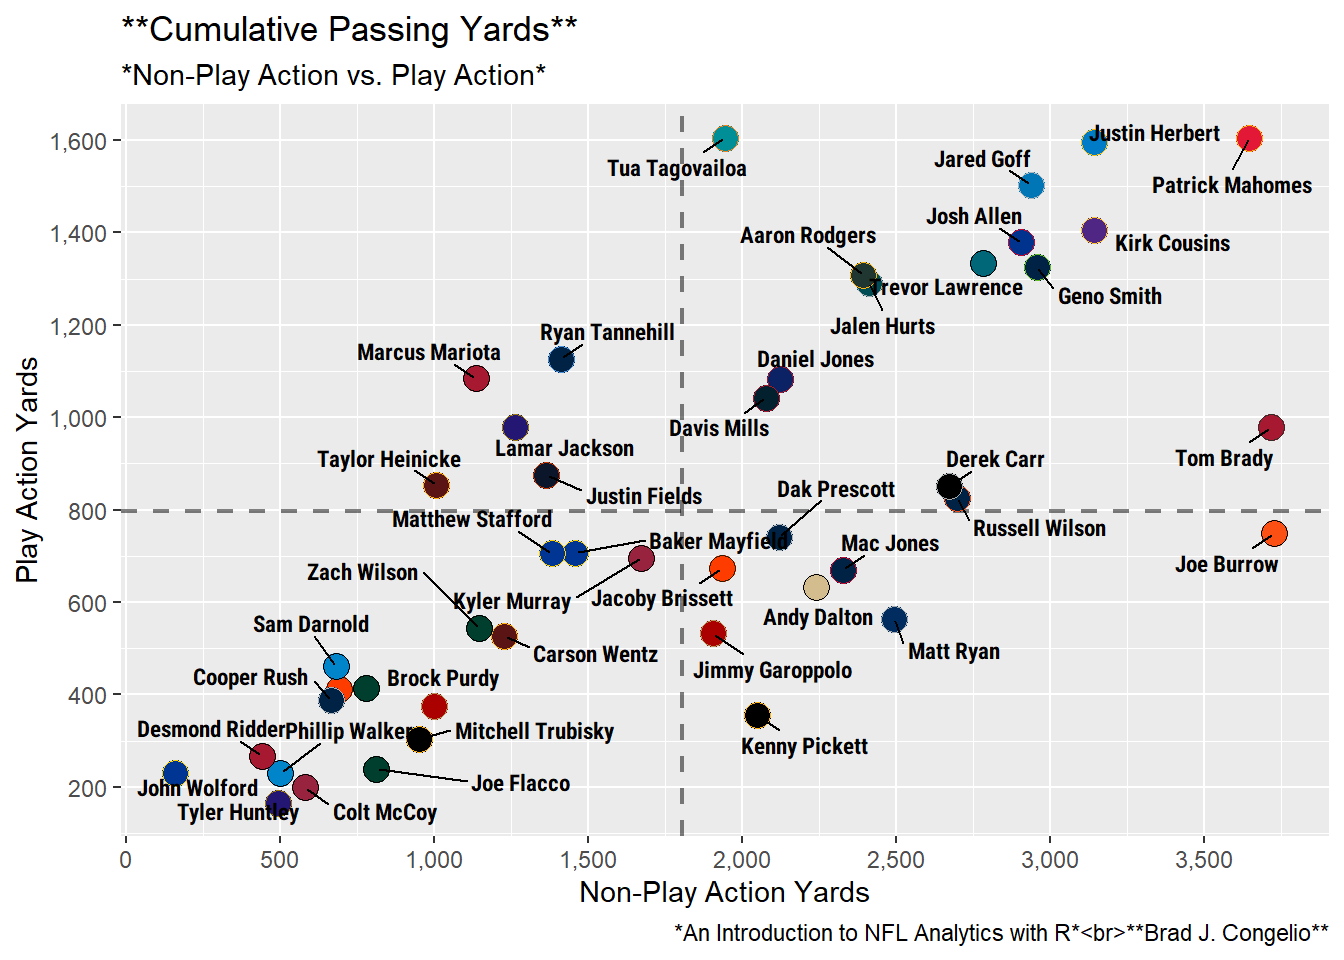 **Cumulative Passing Yards**
*Non-Play Action vs. Play Action*
Play Action Yards
1,600
1,400
1,200
1,000
800
600
400
200
Justin Herbert
Tua Tagovailoa
Jared Goff
Patrick Mahomes
Josh Allen
Aaron Rodgers
Kirk Cousins
Trevor Lawrence
Geno Smith
Jalen Hurts
Ryan Tannehill
Marcus Mariota
Daniel Jones
Davis Mills
Lamar Jackson
Taylor Heinicke
Derek Carr
Tom Brady
Justin Fields
Dak Prescott
Matthew Stafford
Russell Wilson
Baker Mayfield
Mac Jones
Joe Burrow
Zach Wilson
Kyler Murray
Jacoby Brissett
Andy Dalton
Sam Darnold
Carson Wentz
Matt Ryan
Cooper Rush
Brock Purdy
Jimmy Garoppolo
Desmond Ridder
Phillip Walker
Mitchell Trubisky
Kenny Pickett
John Wolford
Joe Flacco
Tyler Huntley
Colt McCoy
0
500
1,000
1,500
2,000
2,500
3,000
3,500
Non-Play Action Yards
*An Introduction to NFL Analytics with R*<br>**Brad J. Congelio**